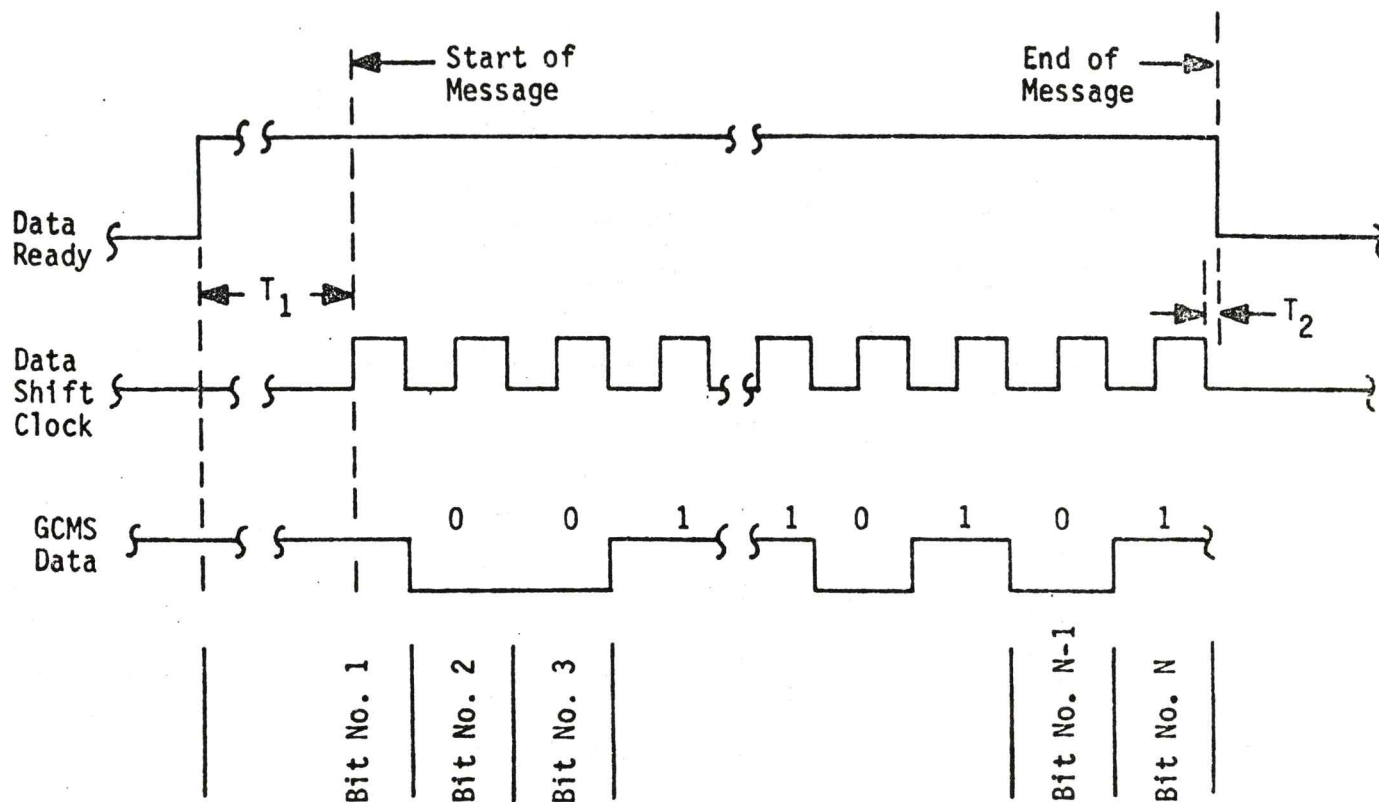 Start of
Message
End of
Message
Data
Ready
T1
T2
Data
Shift
Clock
GCMS
Data
0 0 1 1 0 1 0 1
Bit No. 1
Bit No. 2
Bit No. 3
Bit No. N-1
Bit No. N